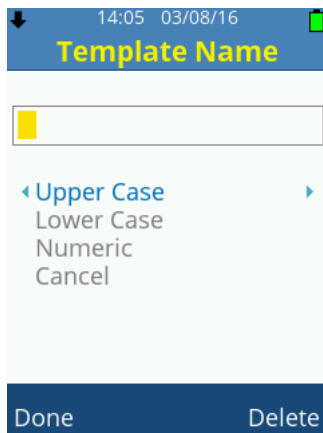 14:05 03/08/16
Template Name
Upper Case
Lower Case
Numeric
Cancel
Done Delete